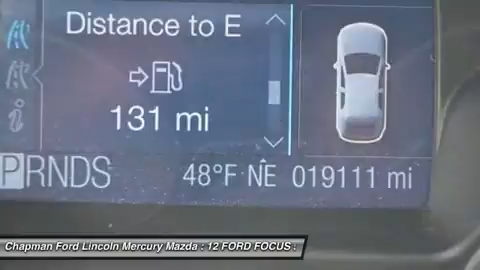 Distance to E
131 mi
PRNDS 48°F NE 019111 mi
Chapman Ford Lincoln Mercury Mazda : 12 FORD FOCUS .